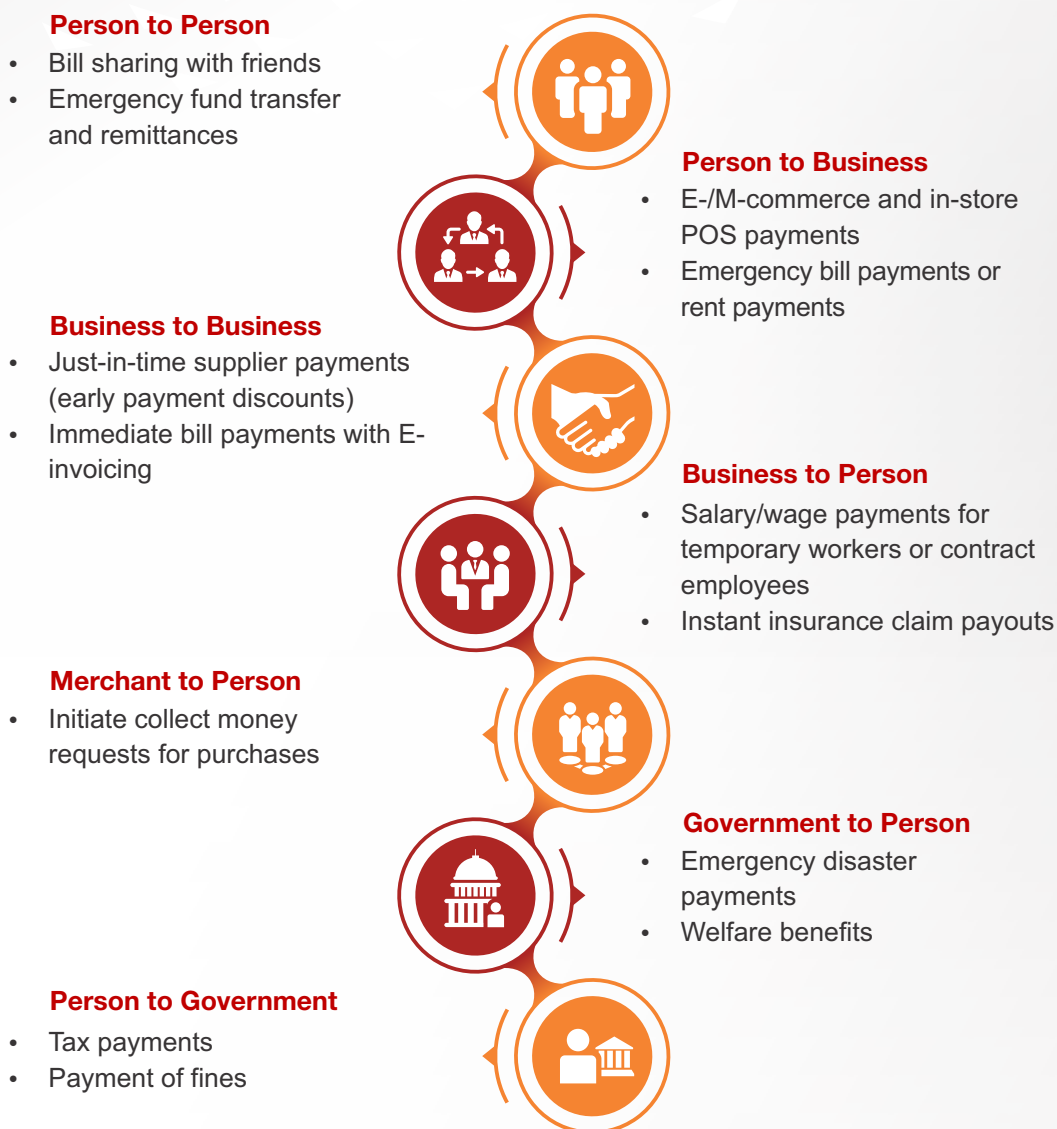 Person to Person
• Bill sharing with friends
• Emergency fund transfer
and remittances
Person to Business
• E-/M-commerce and in-store
POS payments
• Emergency bill payments or
rent payments
Business to Business
• Just-in-time supplier payments
(early payment discounts)
• Immediate bill payments with E-
invoicing
Business to Person
• Salary/wage payments for
temporary workers or contract
employees
• Instant insurance claim payouts
Merchant to Person
• Initiate collect money
requests for purchases
Government to Person
• Emergency disaster
payments
• Welfare benefits
Person to Government
• Tax payments
• Payment of fines